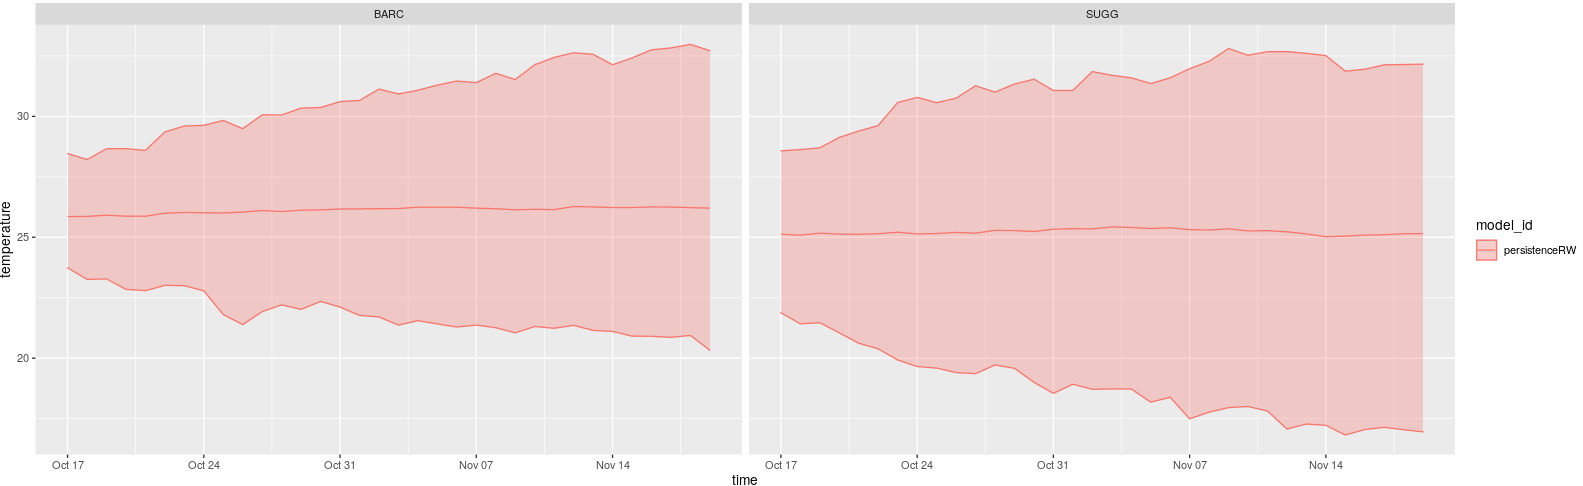 BARC
SUGG
temperature
30
25
20
Oct 17
Oct 24
Oct 31
Nov 07
Nov 14
Oct 17
Oct 24
Oct 31
Nov 07
Nov 14
time
model_id
persistenceRW